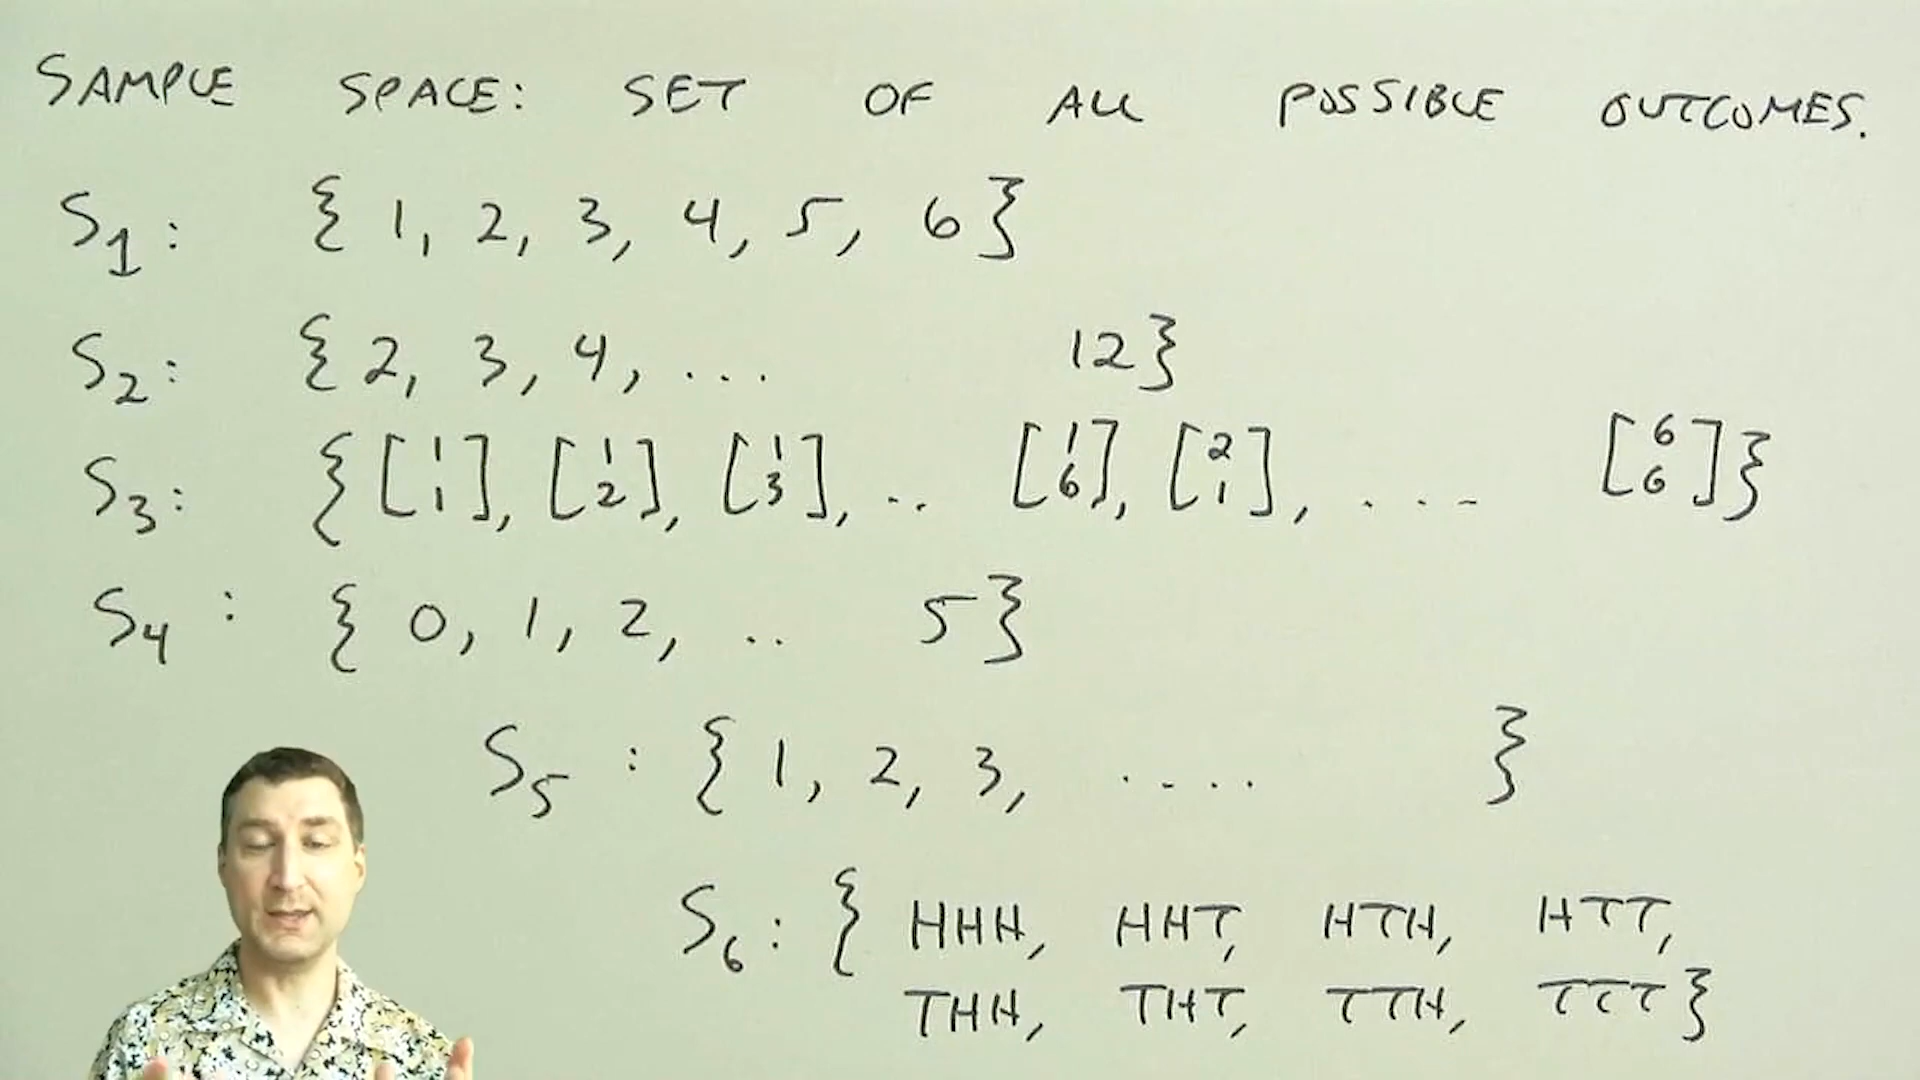 SAMPLE SPACE: SET OF ALL POSSIBLE OUTCOMES.
S1: { 1, 2, 3, 4, 5, 6 }
S2: { 2, 3, 4, ... 12 }
S3: { [1 1], [1 2], [1 3], .. [1 6], [2 1], ... [6 6] }
S4: { 0, 1, 2, .. 5 }
S5: { 1, 2, 3, .... }
S6: { HHH, HHT, HTH, HTT,
THH, THT, TTH, TTT }